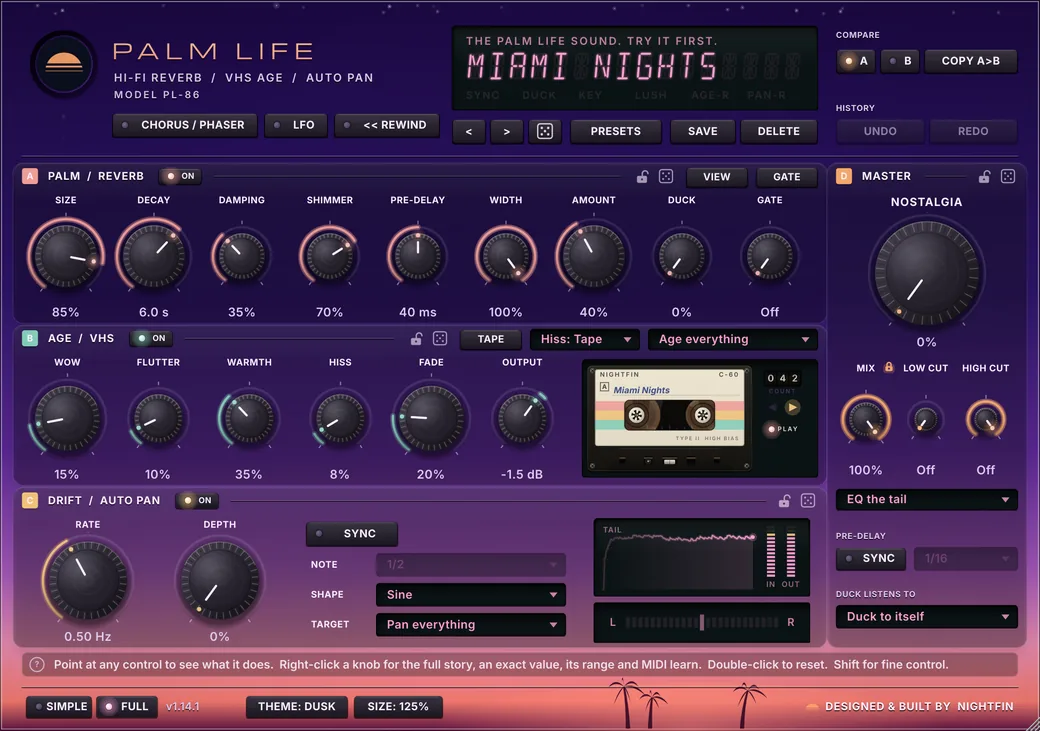 PALM LIFE
HI-FI REVERB / VHS AGE / AUTO PAN
MODEL PL-86
CHORUS / PHASER LFO << REWIND
THE PALM LIFE SOUND. TRY IT FIRST.
MIAMI NIGHTS
SYNC DUCK KEY LUSH AGE-R PAN-R
< > PRESETS SAVE DELETE
COMPARE
A B COPY A>B
HISTORY
UNDO REDO
A PALM / REVERB ON VIEW GATE
SIZE DECAY DAMPING SHIMMER PRE-DELAY WIDTH AMOUNT DUCK GATE
85% 6.0 s 35% 70% 40 ms 100% 40% 0% Off
B AGE / VHS ON TAPE Hiss: Tape Age everything
WOW FLUTTER WARMTH HISS FADE OUTPUT
15% 10% 35% 8% 20% -1.5 dB
NIGHTFIN C-60
A Miami Nights
TYPE II HIGH BIAS
0 4 2
COUNT
PLAY
C DRIFT / AUTO PAN ON
RATE DEPTH
0.50 Hz 0%
SYNC
NOTE 1/2
SHAPE Sine
TARGET Pan everything
TAIL
IN OUT
L R
D MASTER
NOSTALGIA
0%
MIX LOW CUT HIGH CUT
100% Off Off
EQ the tail
PRE-DELAY
SYNC 1/16
DUCK LISTENS TO
Duck to itself
? Point at any control to see what it does. Right-click a knob for the full story, an exact value, its range and MIDI learn. Double-click to reset. Shift for fine control.
SIMPLE FULL v1.14.1 THEME: DUSK SIZE: 125% DESIGNED & BUILT BY NIGHTFIN